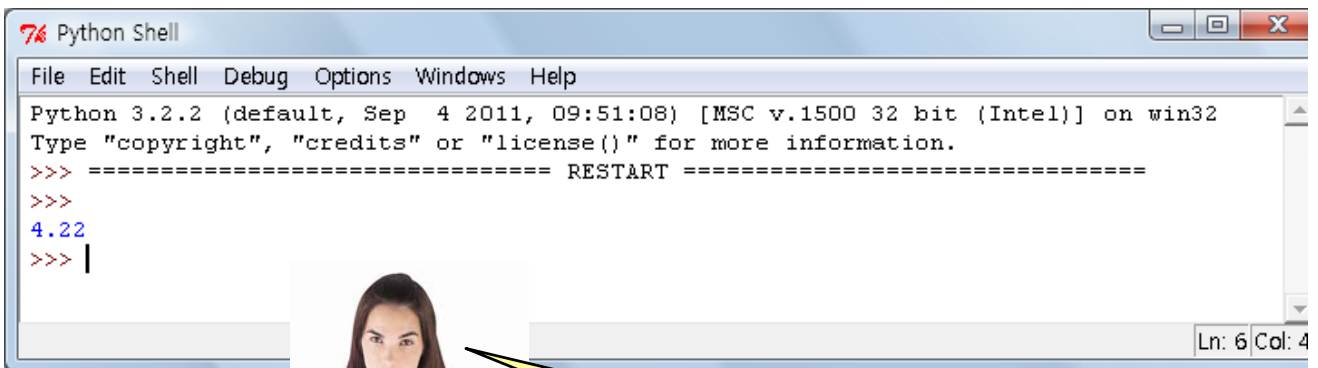 Python Shell
File Edit Shell Debug Options Windows Help
Python 3.2.2 (default, Sep  4 2011, 09:51:08) [MSC v.1500 32 bit (Intel)] on win32
Type "copyright", "credits" or "license()" for more information.
>>> ================================ RESTART ================================
>>>
4.22
>>>
Ln: 6 Col: 4